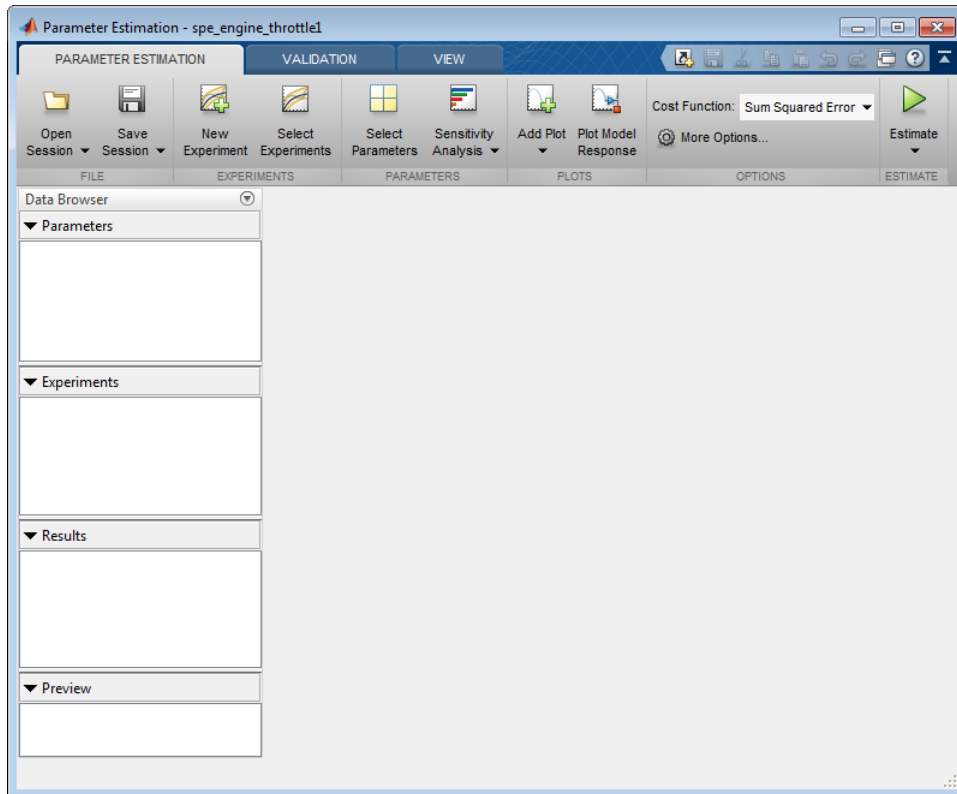 Parameter Estimation - spe_engine_throttle1
PARAMETER ESTIMATION VALIDATION VIEW
Open Session Save Session New Experiment Select Experiments Select Parameters Sensitivity Analysis Add Plot Plot Model Response
Cost Function: Sum Squared Error
More Options...
Estimate
FILE EXPERIMENTS PARAMETERS PLOTS OPTIONS ESTIMATE
Data Browser
Parameters
Experiments
Results
Preview